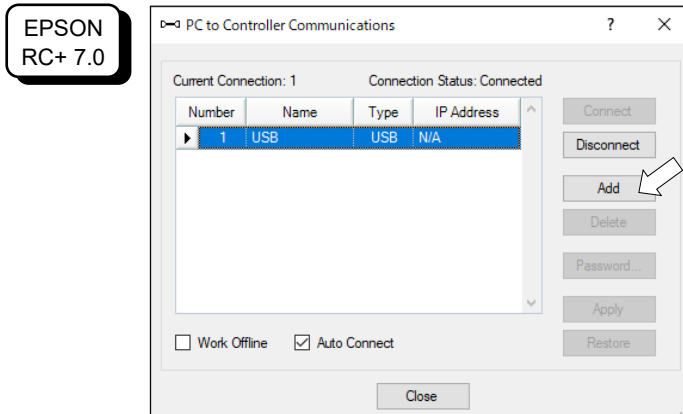 EPSON
RC+ 7.0
PC to Controller Communications
?
Current Connection: 1 Connection Status: Connected
Number Name Type IP Address
1 USB USB N/A
Connect
Disconnect
Add
Delete
Password...
Apply
Restore
Work Offline Auto Connect
Close